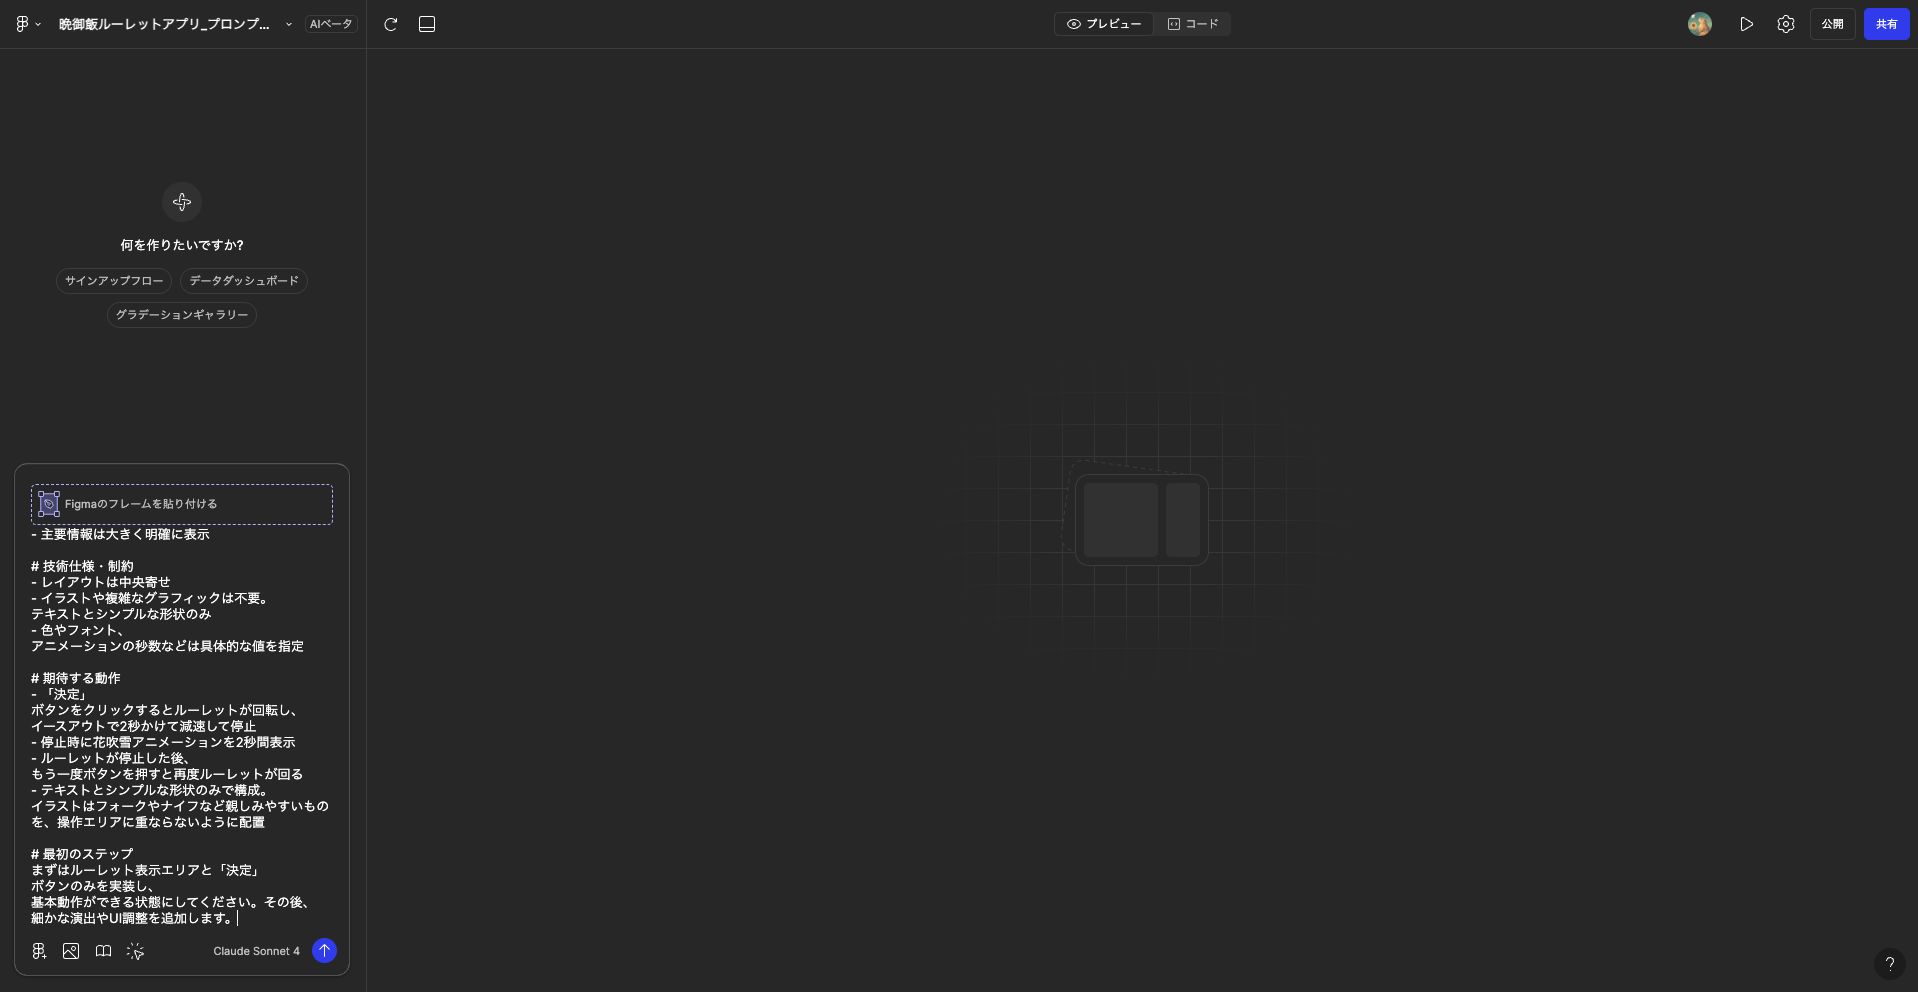 晩御飯ルーレットアプリ_プロンプ...
AIベータ
プレビュー
コード
公開
共有
何を作りたいですか?
サインアップフロー
データダッシュボード
グラデーションギャラリー
Figmaのフレームを貼り付ける
- 主要情報は大きく明確に表示
# 技術仕様・制約
- レイアウトは中央寄せ
- イラストや複雑なグラフィックは不要。
テキストとシンプルな形状のみ
- 色やフォント、
アニメーションの秒数などは具体的な値を指定
# 期待する動作
- 「決定」
ボタンをクリックするとルーレットが回転し、
イースアウトで2秒かけて減速して停止
- 停止時に花吹雪アニメーションを2秒間表示
- ルーレットが停止した後、
もう一度ボタンを押すと再度ルーレットが回る
- テキストとシンプルな形状のみで構成。
イラストはフォークやナイフなど親しみやすいもの
を、操作エリアに重ならないように配置
# 最初のステップ
まずはルーレット表示エリアと「決定」
ボタンのみを実装し、
基本動作ができる状態にしてください。その後、
細かな演出やUI調整を追加します。
Claude Sonnet 4
?